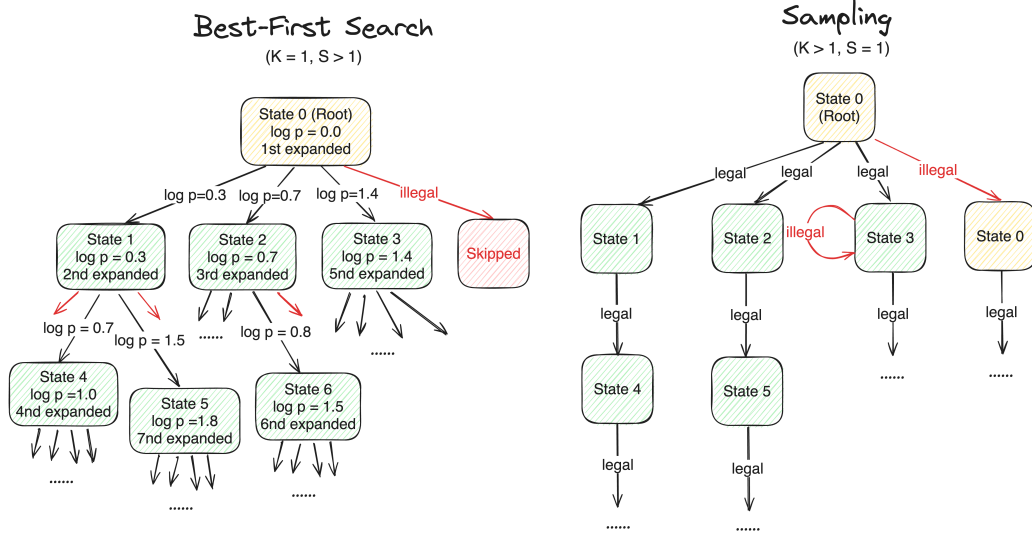 Best-First Search
(K = 1, S > 1)
State 0 (Root)
log p = 0.0
1st expanded
log p=0.3
log p=0.7
log p=1.4
illegal
State 1
log p = 0.3
2nd expanded
State 2
log p = 0.7
3rd expanded
State 3
log p = 1.4
5nd expanded
Skipped
log p = 0.7
log p = 1.5
......
log p = 0.8
......
State 4
log p =1.0
4nd expanded
State 5
log p =1.8
7nd expanded
State 6
log p = 1.5
6nd expanded
......
......
......
Sampling
(K > 1, S = 1)
State 0
(Root)
legal
legal
legal
illegal
State 1
State 2
illegal
State 3
State 0
legal
legal
legal
legal
State 4
State 5
......
......
legal
legal
......
......